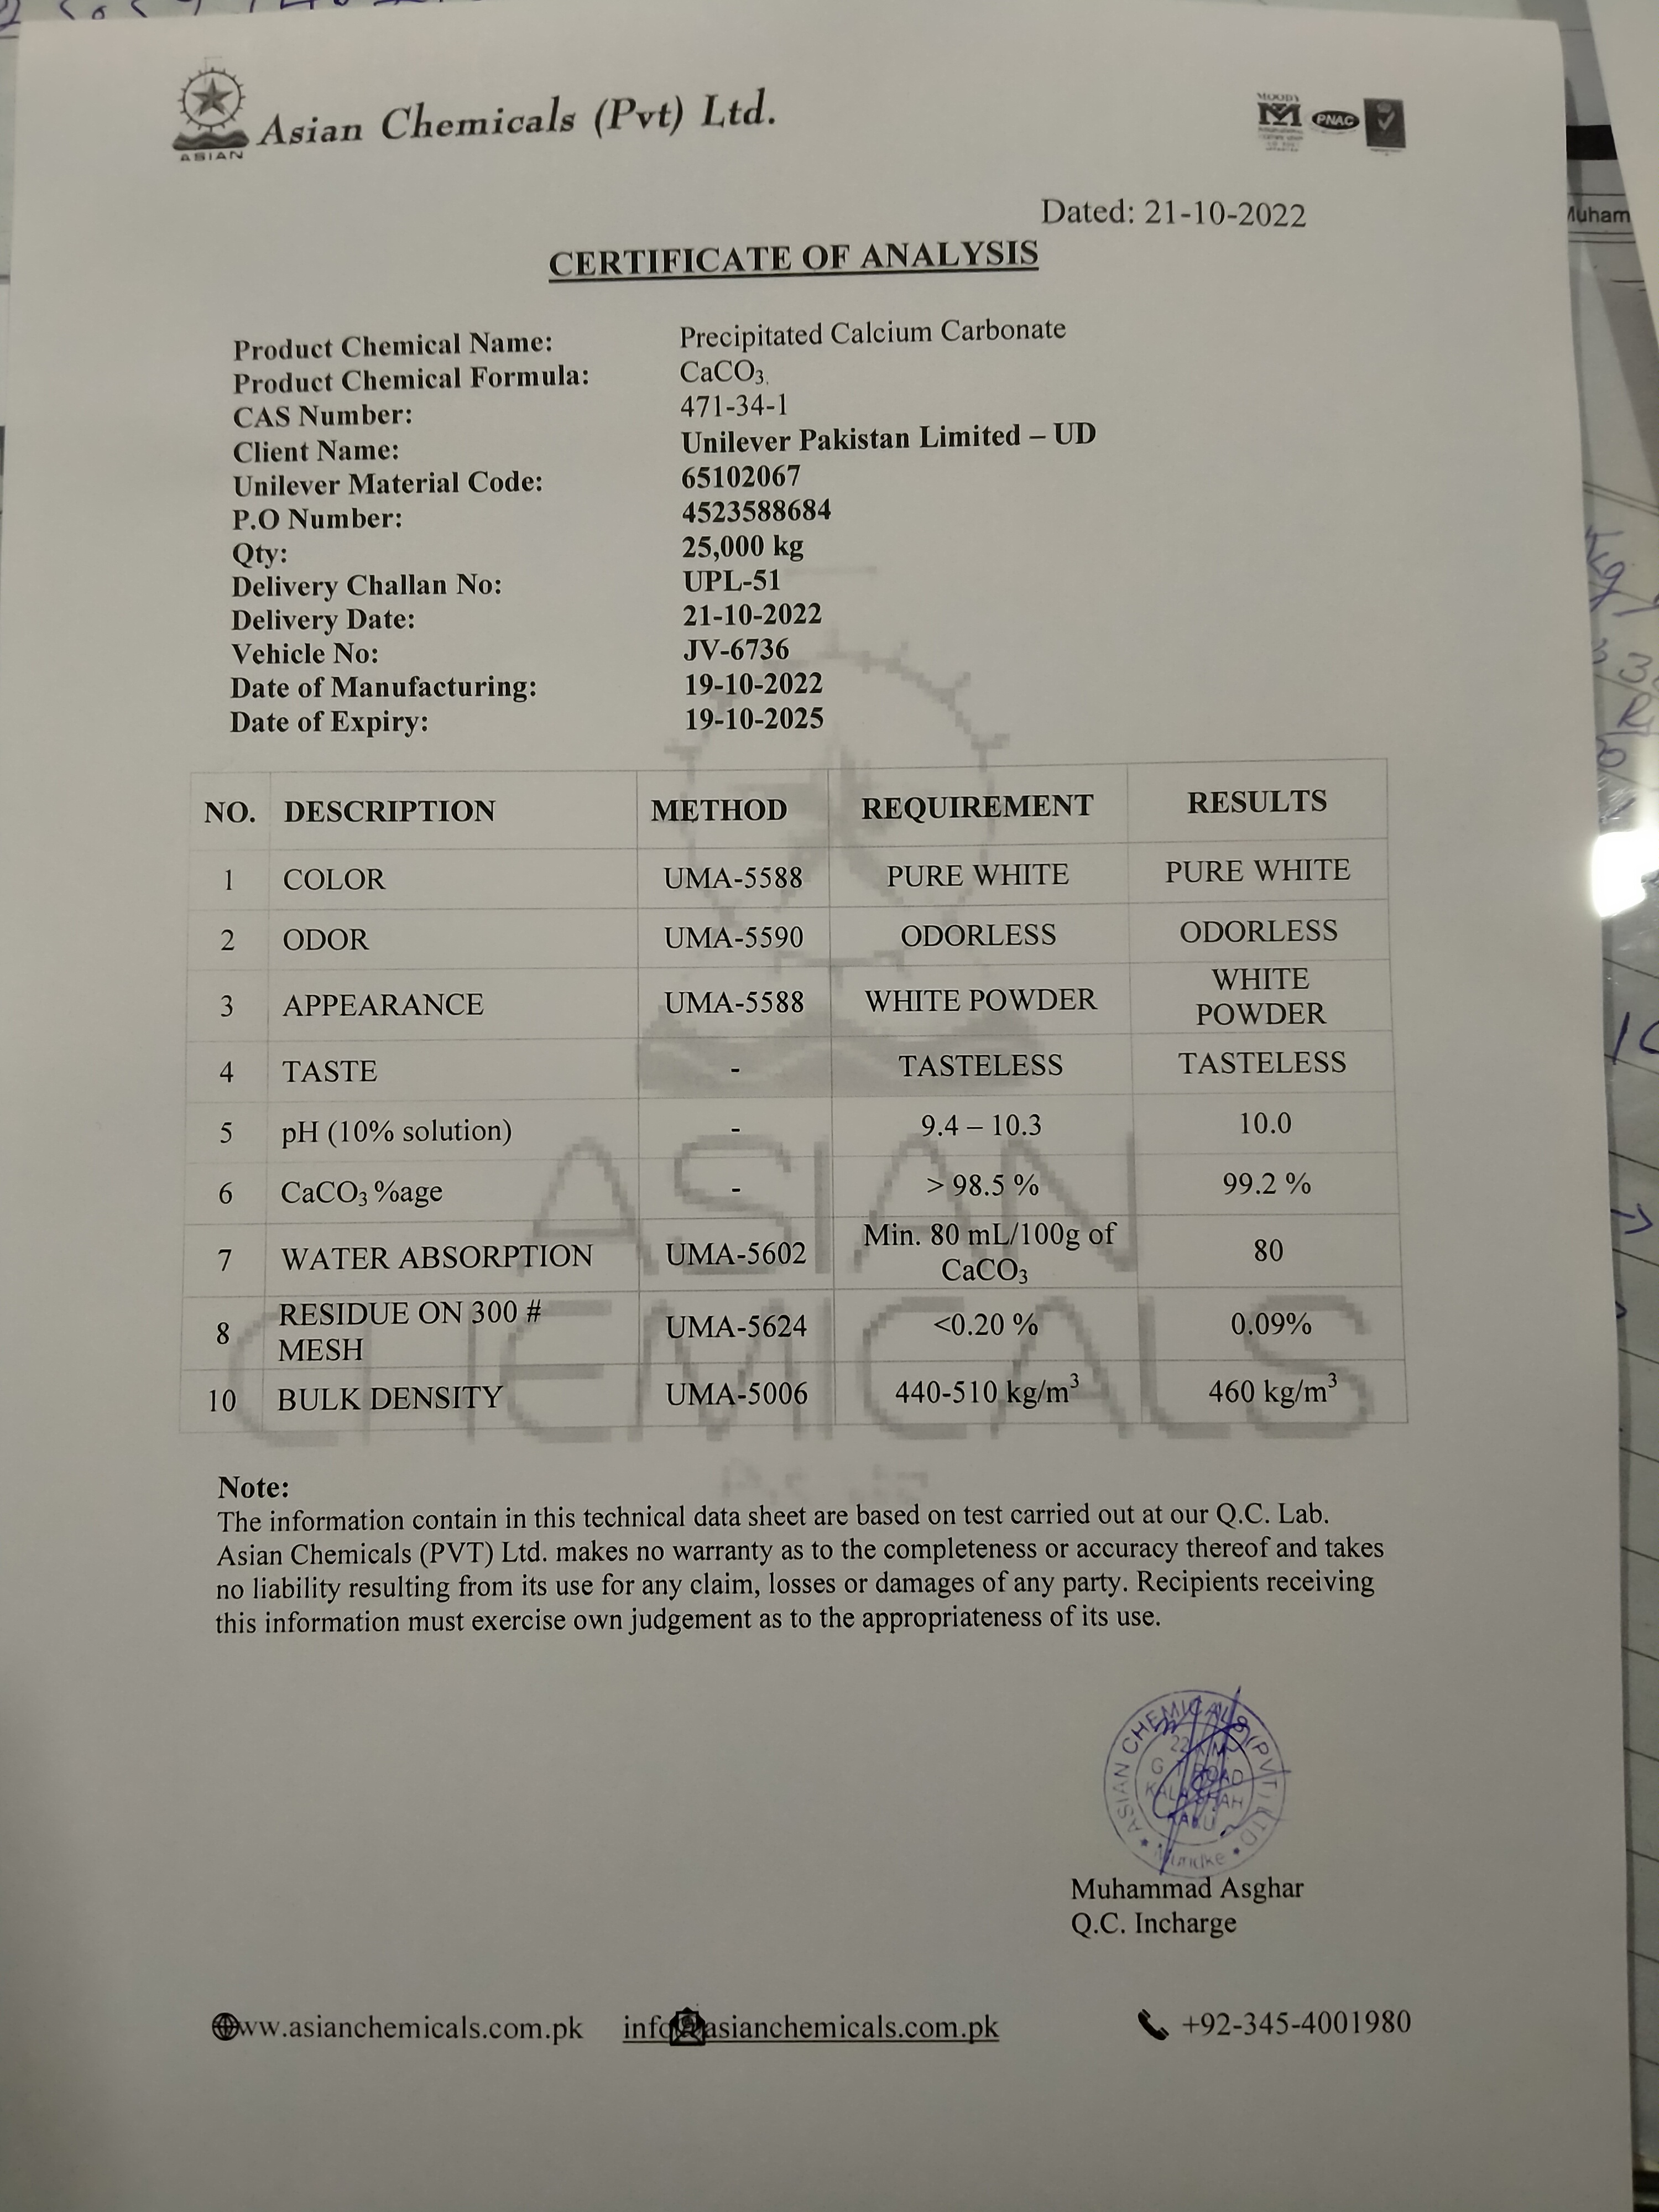 ASIAN
Asian Chemicals (Pvt) Ltd.
MOODY
PNAC
Dated: 21-10-2022
CERTIFICATE OF ANALYSIS
Product Chemical Name: Precipitated Calcium Carbonate
Product Chemical Formula: CaCO₃.
CAS Number: 471-34-1
Client Name: Unilever Pakistan Limited – UD
Unilever Material Code: 65102067
P.O Number: 4523588684
Qty: 25,000 kg
Delivery Challan No: UPL-51
Delivery Date: 21-10-2022
Vehicle No: JV-6736
Date of Manufacturing: 19-10-2022
Date of Expiry: 19-10-2025
NO. DESCRIPTION METHOD REQUIREMENT RESULTS
1 COLOR UMA-5588 PURE WHITE PURE WHITE
2 ODOR UMA-5590 ODORLESS ODORLESS
3 APPEARANCE UMA-5588 WHITE POWDER WHITE POWDER
4 TASTE - TASTELESS TASTELESS
5 pH (10% solution) - 9.4 – 10.3 10.0
6 CaCO₃ %age - > 98.5 % 99.2 %
7 WATER ABSORPTION UMA-5602 Min. 80 mL/100g of CaCO₃ 80
8 RESIDUE ON 300 # MESH UMA-5624 <0.20 % 0.09%
10 BULK DENSITY UMA-5006 440-510 kg/m³ 460 kg/m³
ASIAN
CHEMICALS
Note:
The information contain in this technical data sheet are based on test carried out at our Q.C. Lab.
Asian Chemicals (PVT) Ltd. makes no warranty as to the completeness or accuracy thereof and takes
no liability resulting from its use for any claim, losses or damages of any party. Recipients receiving
this information must exercise own judgement as to the appropriateness of its use.
ASIAN CHEMICALS (PVT) LTD
22 K.M.
G T ROAD
KALA SHAH
KAKU
Muridke
Muhammad Asghar
Q.C. Incharge
www.asianchemicals.com.pk info@asianchemicals.com.pk +92-345-4001980
Muham